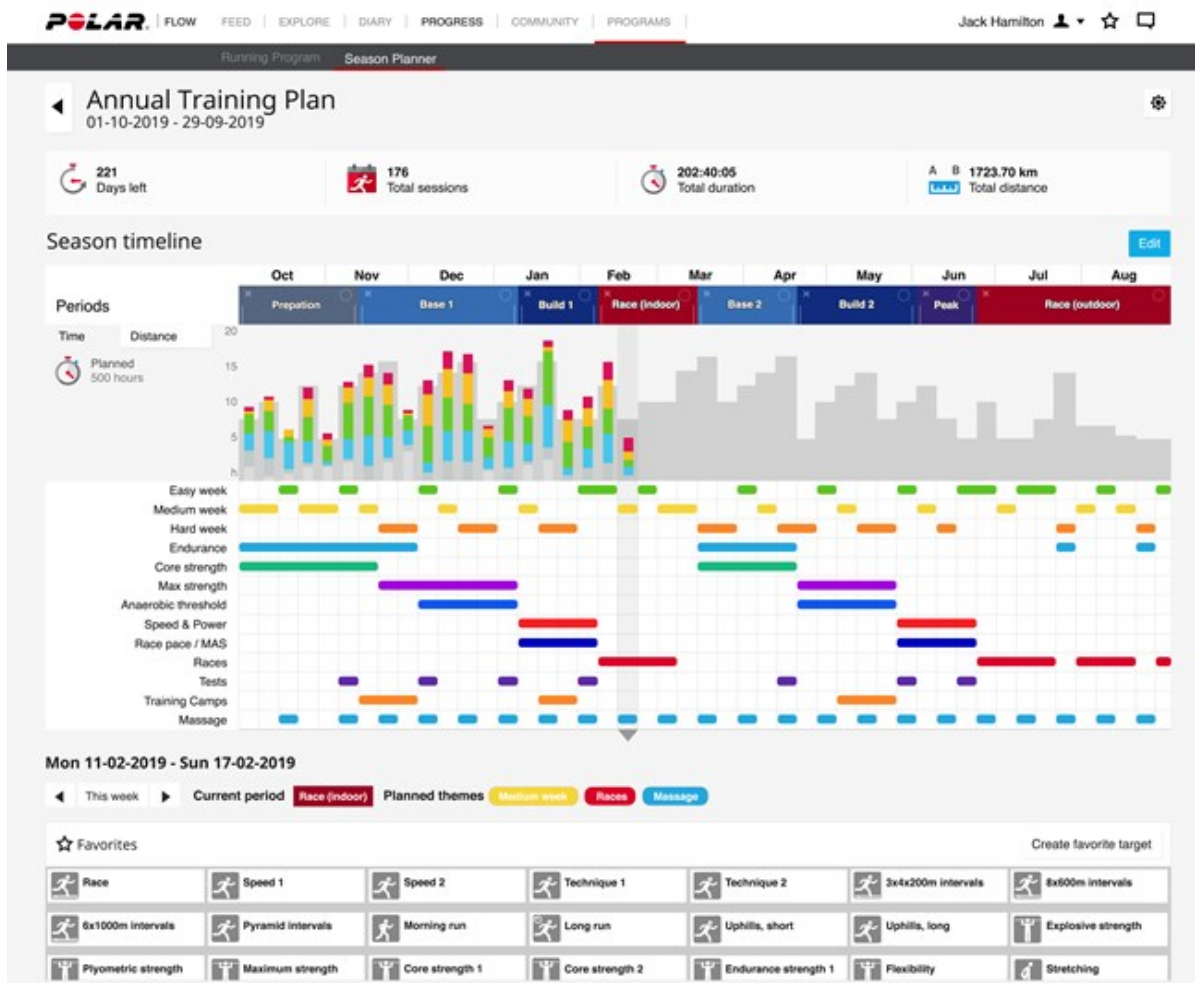 POLAR. FLOW FEED EXPLORE DIARY PROGRESS COMMUNITY PROGRAMS Jack Hamilton
Running Program Season Planner
Annual Training Plan
01-10-2019 - 29-09-2019
221 176 202:40:05 A B 1723.70 km
Days left Total sessions Total duration Total distance
Season timeline Edit
Oct Nov Dec Jan Feb Mar Apr May Jun Jul Aug
Periods Prepation Base 1 Build 1 Race (indoor) Base 2 Build 2 Peak Race (outdoor)
Time Distance 20
Planned
500 hours
15
10
5
h
Easy week
Medium week
Hard week
Endurance
Core strength
Max strength
Anaerobic threshold
Speed & Power
Race pace / MAS
Races
Tests
Training Camps
Massage
Mon 11-02-2019 - Sun 17-02-2019
This week Current period Race (indoor) Planned themes Medium week Races Massage
Favorites Create favorite target
Race Speed 1 Speed 2 Technique 1 Technique 2 3x4x200m intervals 8x600m intervals
6x1000m intervals Pyramid intervals Morning run Long run Uphills, short Uphills, long Explosive strength
Plyometric strength Maximum strength Core strength 1 Core strength 2 Endurance strength 1 Flexibility Stretching